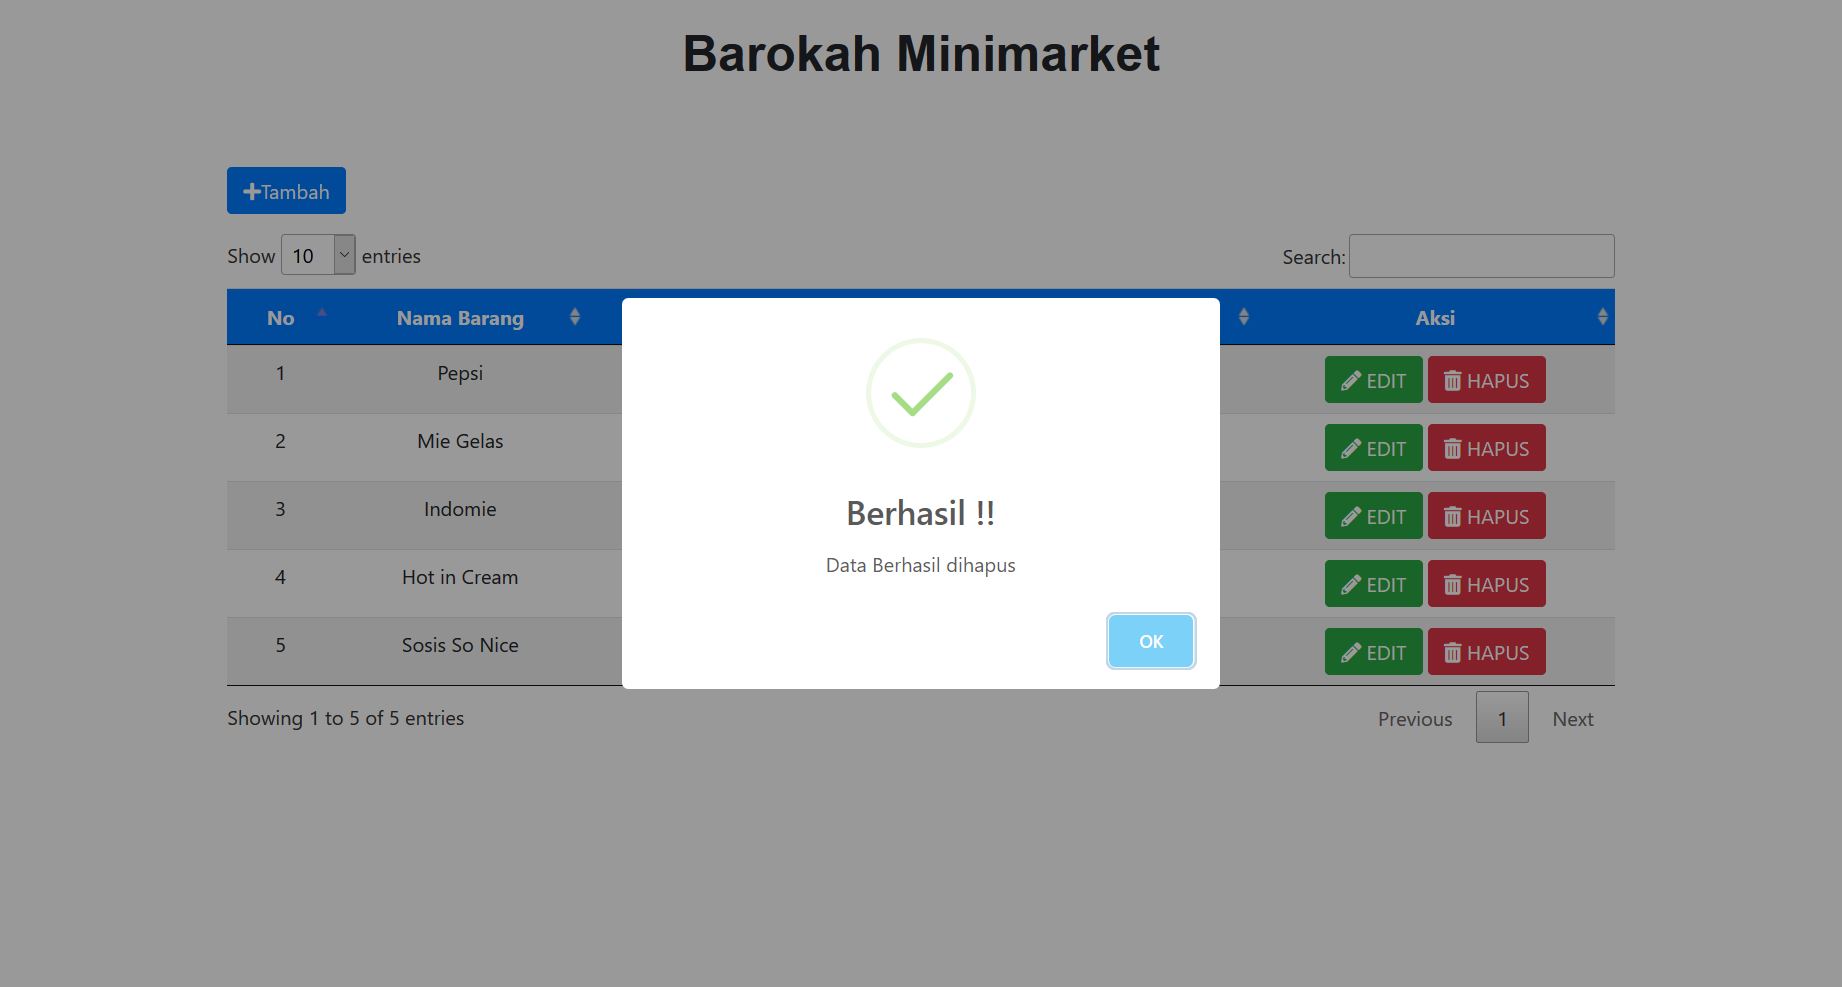 Barokah Minimarket
Tambah
Show 10 entries
Search:
No Nama Barang Aksi
1 Pepsi EDIT HAPUS
2 Mie Gelas EDIT HAPUS
3 Indomie EDIT HAPUS
4 Hot in Cream EDIT HAPUS
5 Sosis So Nice EDIT HAPUS
Berhasil !!
Data Berhasil dihapus
OK
Showing 1 to 5 of 5 entries
Previous 1 Next